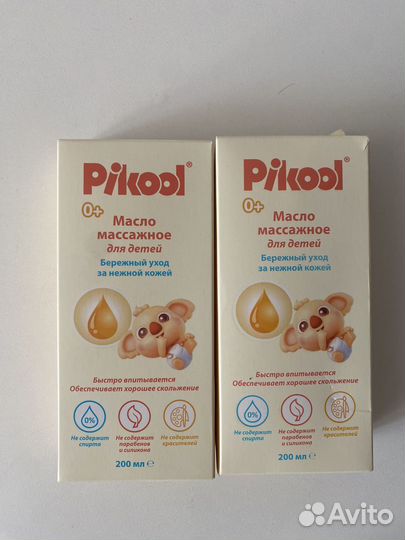 Pikool®
0+
Масло
массажное
для детей
Бережный уход
за нежной кожей
Быстро впитывается
Обеспечивает хорошее скольжение
0%
Не содержит
спирта
Не содержит
парабенов
и силикона
Не содержит
красителей
200 мл ℮
Pikool®
0+
Масло
массажное
для детей
Бережный уход
за нежной кожей
Быстро впитывается
Обеспечивает хорошее скольжение
0%
Не содержит
спирта
Не содержит
парабенов
и силикона
Не содержит
красителей
200 мл ℮
Avito